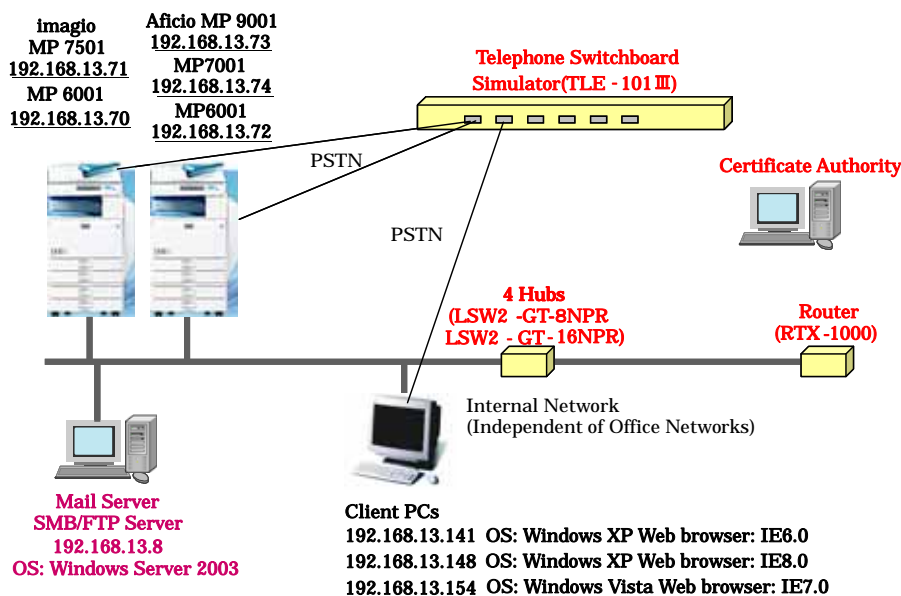 imagio
MP 7501
192.168.13.71
MP 6001
192.168.13.70
Aficio MP 9001
192.168.13.73
MP7001
192.168.13.74
MP6001
192.168.13.72
Telephone Switchboard
Simulator(TLE - 101Ⅲ)
PSTN
Certificate Authority
PSTN
4 Hubs
(LSW2 -GT-8NPR
LSW2 - GT-16NPR)
Router
(RTX -1000)
Internal Network
(Independent of Office Networks)
Mail Server
SMB/FTP Server
192.168.13.8
OS: Windows Server 2003
Client PCs
192.168.13.141 OS: Windows XP Web browser: IE6.0
192.168.13.148 OS: Windows XP Web browser: IE8.0
192.168.13.154 OS: Windows Vista Web browser: IE7.0